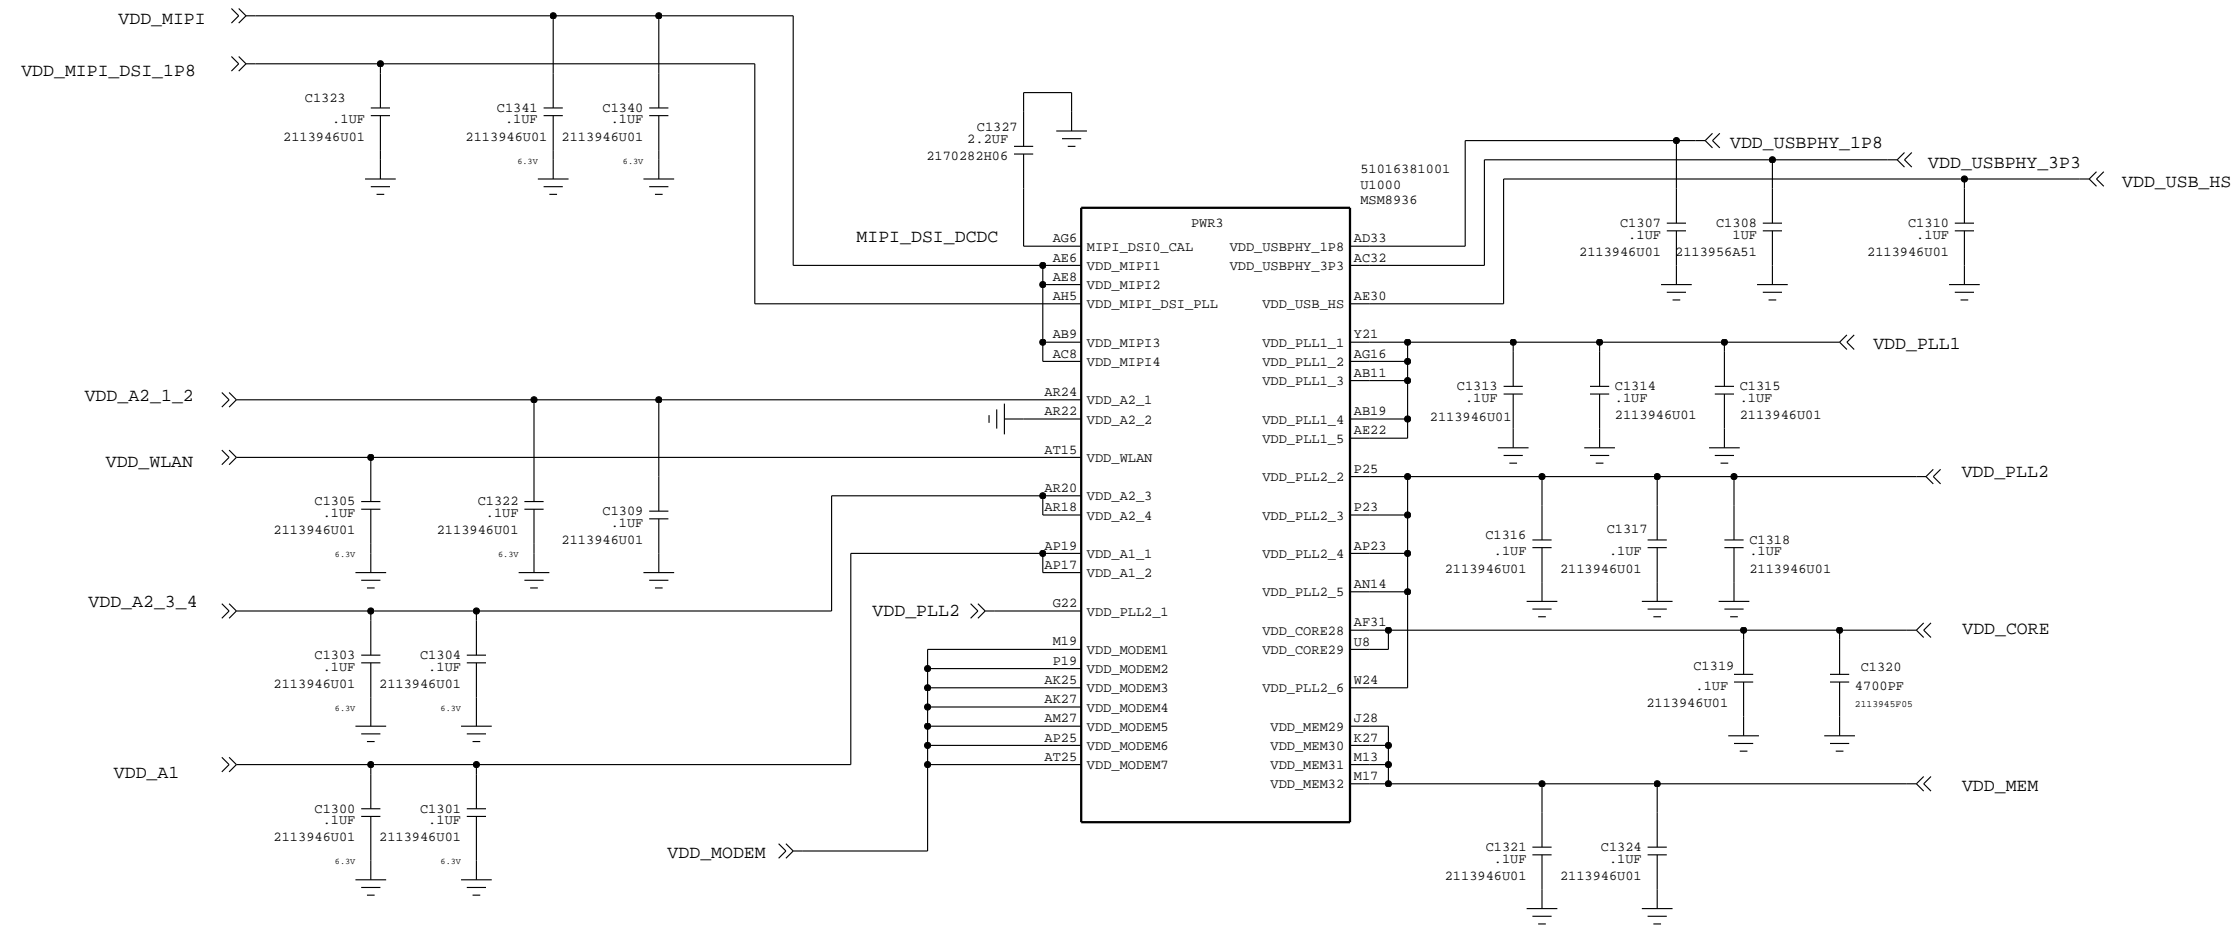 VDD_MIPI
VDD_MIPI_DSI_1P8
C1323
.1UF
2113946U01
C1341
.1UF
2113946U01
6.3V
C1340
.1UF
2113946U01
6.3V
C1327
2.2UF
2170282H06
MIPI_DSI_DCDC
51016381001
U1000
MSM8936
PWR3
VDD_USBPHY_1P8
VDD_USBPHY_3P3
VDD_USB_HS
C1307
.1UF
2113946U01
C1308
1UF
2113956A51
C1310
.1UF
2113946U01
AG6 MIPI_DSI0_CAL
AE6 VDD_MIPI1
AE8 VDD_MIPI2
AH5 VDD_MIPI_DSI_PLL
AB9 VDD_MIPI3
AC8 VDD_MIPI4
AR24 VDD_A2_1
AR22 VDD_A2_2
AT15 VDD_WLAN
AR20 VDD_A2_3
AR18 VDD_A2_4
AP19 VDD_A1_1
AP17 VDD_A1_2
VDD_PLL2 G22 VDD_PLL2_1
M19 VDD_MODEM1
P19 VDD_MODEM2
AK25 VDD_MODEM3
AK27 VDD_MODEM4
AM27 VDD_MODEM5
AP25 VDD_MODEM6
AT25 VDD_MODEM7
VDD_USBPHY_1P8 AD33
VDD_USBPHY_3P3 AC32
VDD_USB_HS AE30
VDD_PLL1_1 Y21
VDD_PLL1_2 AG16
VDD_PLL1_3 AB11
VDD_PLL1_4 AB19
VDD_PLL1_5 AE22
VDD_PLL2_2 P25
VDD_PLL2_3 P23
VDD_PLL2_4 AP23
VDD_PLL2_5 AN14
VDD_CORE28 AF31
VDD_CORE29 U8
VDD_PLL2_6 W24
VDD_MEM29 J28
VDD_MEM30 K27
VDD_MEM31 M13
VDD_MEM32 M17
VDD_A2_1_2
VDD_WLAN
C1305
.1UF
2113946U01
6.3V
C1322
.1UF
2113946U01
6.3V
C1309
.1UF
2113946U01
VDD_A2_3_4
C1303
.1UF
2113946U01
6.3V
C1304
.1UF
2113946U01
6.3V
VDD_A1
C1300
.1UF
2113946U01
6.3V
C1301
.1UF
2113946U01
6.3V
VDD_MODEM
VDD_PLL1
C1313
.1UF
2113946U01
C1314
.1UF
2113946U01
C1315
.1UF
2113946U01
VDD_PLL2
C1316
.1UF
2113946U01
C1317
.1UF
2113946U01
C1318
.1UF
2113946U01
VDD_CORE
C1319
.1UF
2113946U01
C1320
4700PF
2113945F05
VDD_MEM
C1321
.1UF
2113946U01
C1324
.1UF
2113946U01